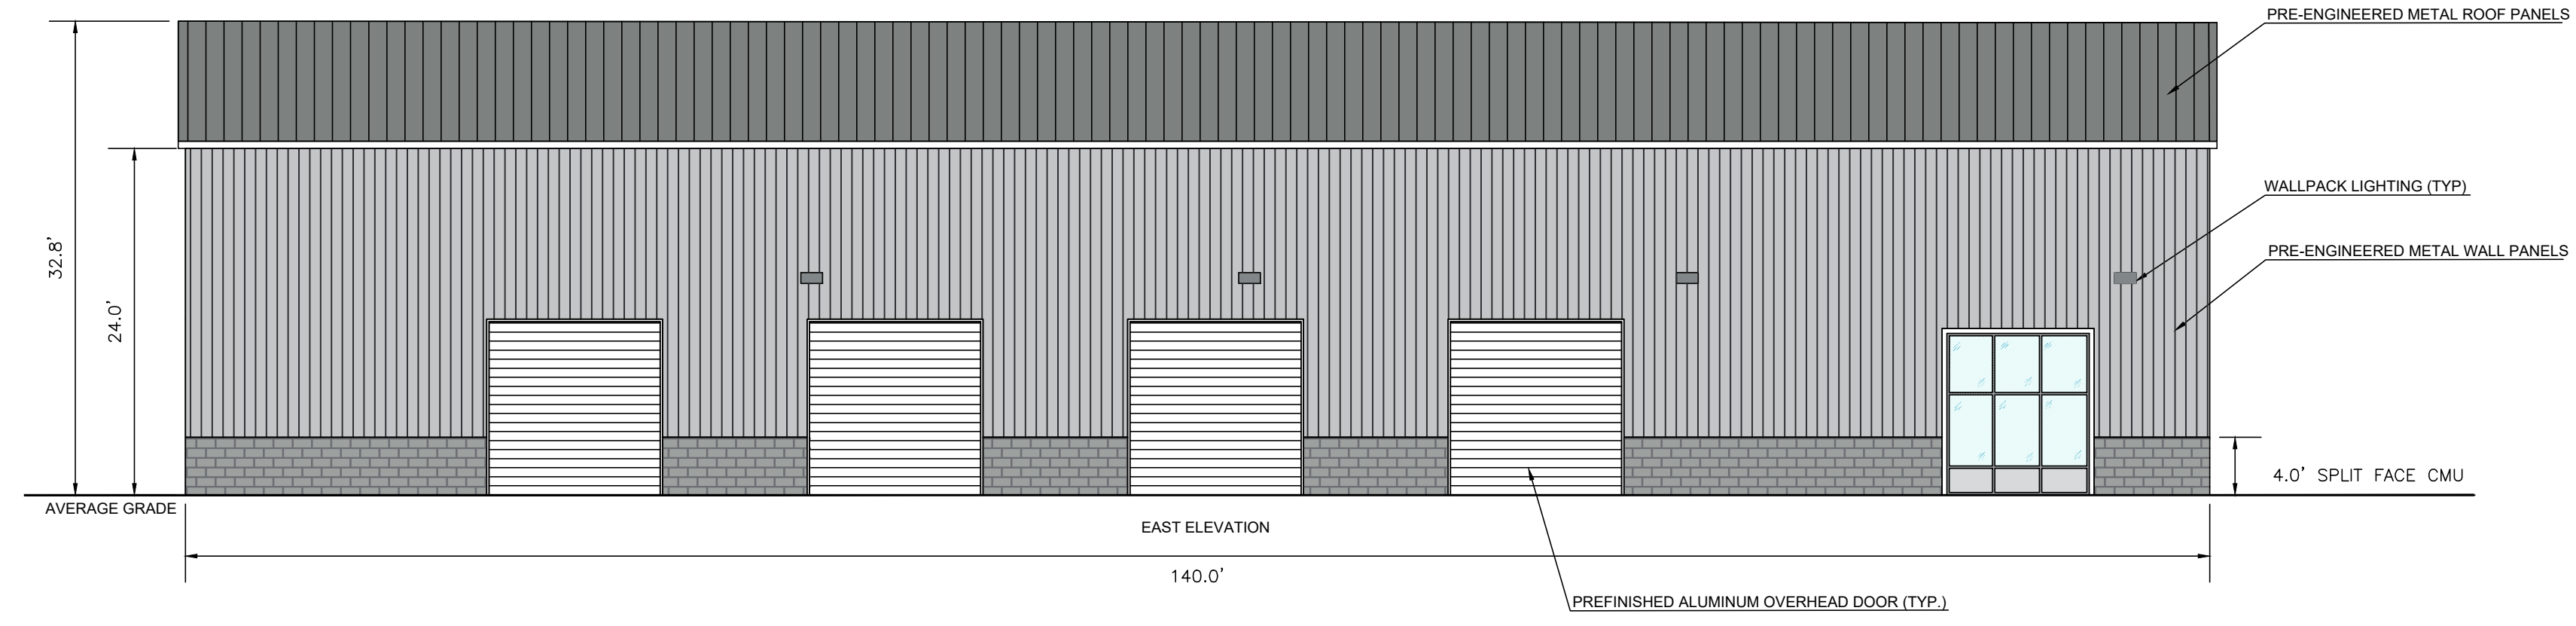 PRE-ENGINEERED METAL ROOF PANELS
WALLPACK LIGHTING (TYP)
PRE-ENGINEERED METAL WALL PANELS
32.8'
24.0'
4.0' SPLIT FACE CMU
AVERAGE GRADE
EAST ELEVATION
140.0'
PREFINISHED ALUMINUM OVERHEAD DOOR (TYP.)